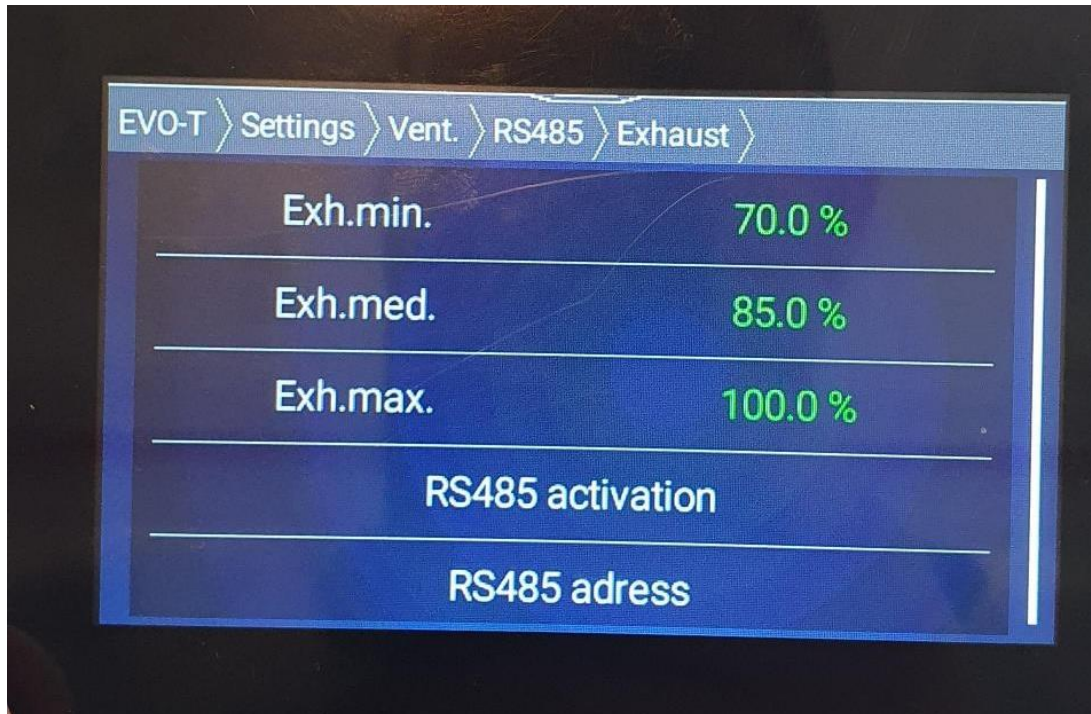 EVO-T Settings Vent. RS485 Exhaust
Exh.min. 70.0 %
Exh.med. 85.0 %
Exh.max. 100.0 %
RS485 activation
RS485 adress